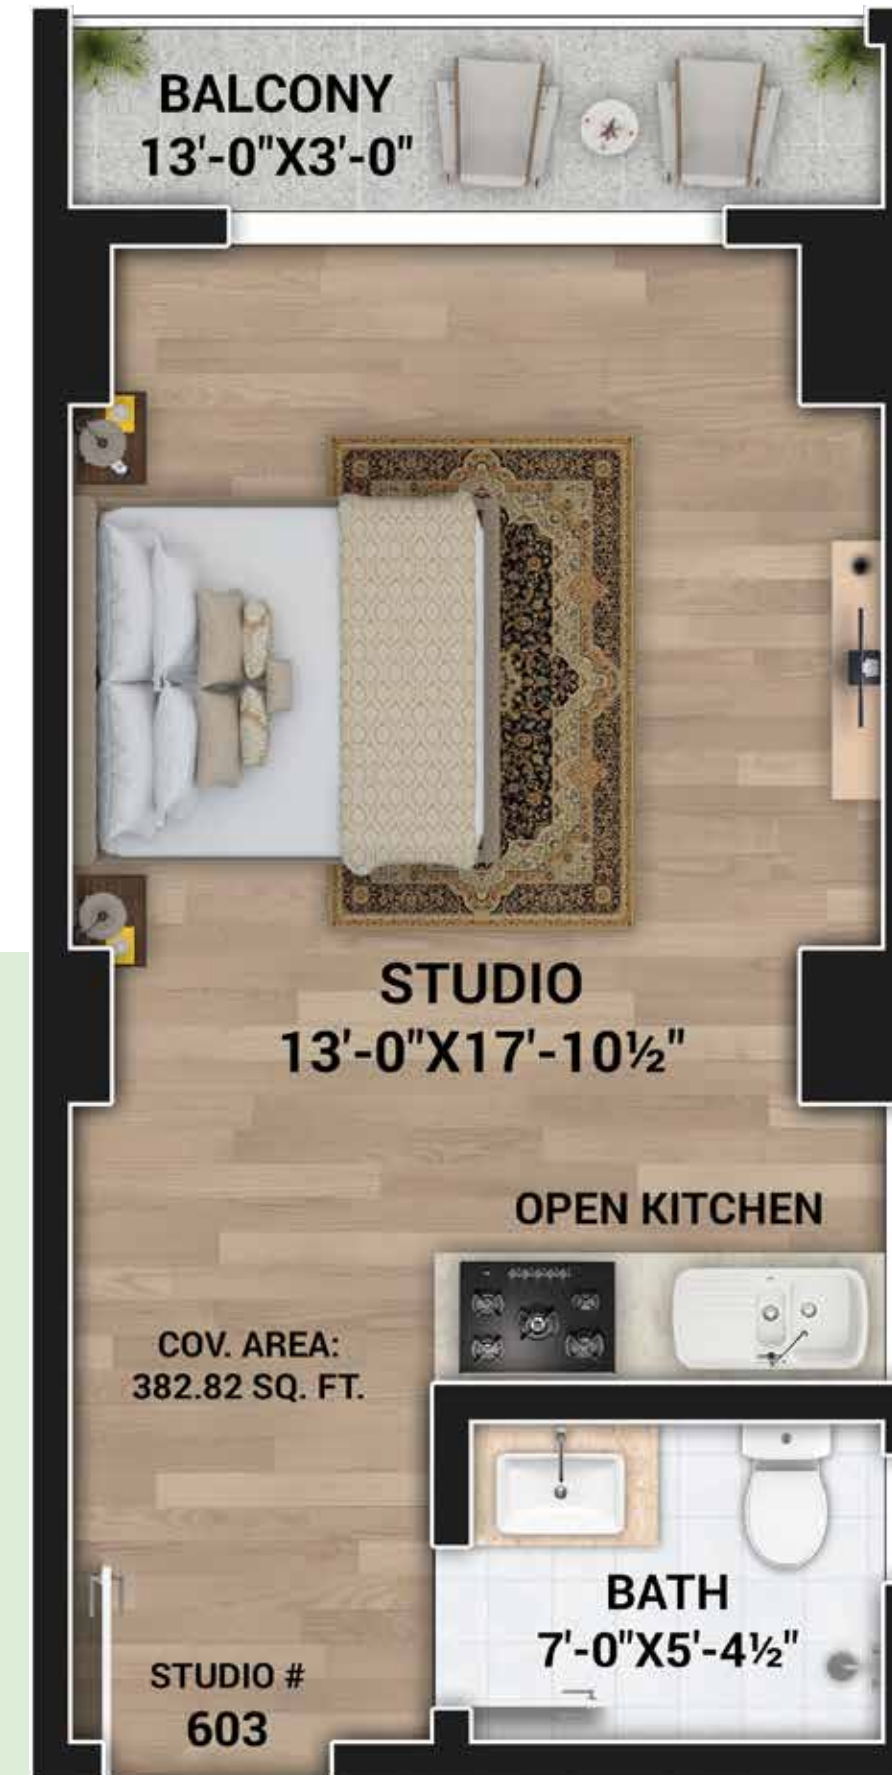 BALCONY
13'-0"X3'-0"
STUDIO
13'-0"X17'-10½"
OPEN KITCHEN
COV. AREA:
382.82 SQ. FT.
BATH
7'-0"X5'-4½"
STUDIO #
603